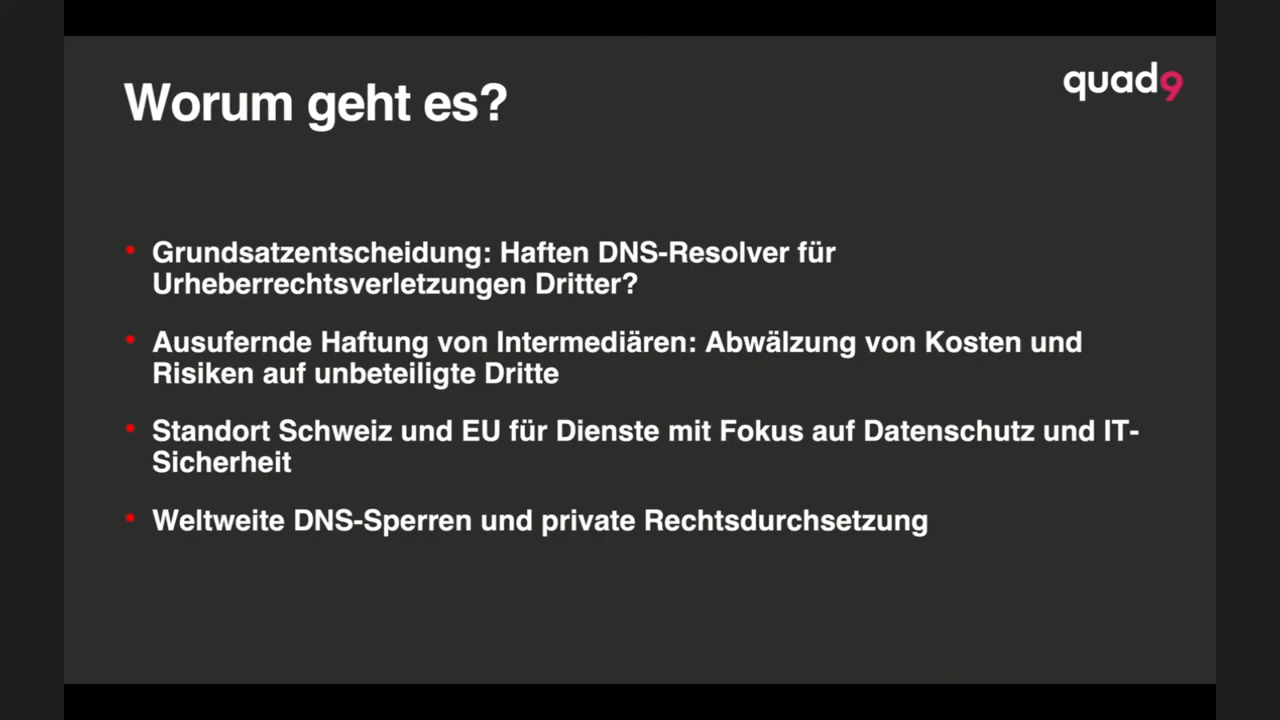 Worum geht es?
quad9
Grundsatzentscheidung: Haften DNS-Resolver für
Urheberrechtsverletzungen Dritter?
Ausufernde Haftung von Intermediären: Abwälzung von Kosten und
Risiken auf unbeteiligte Dritte
Standort Schweiz und EU für Dienste mit Fokus auf Datenschutz und IT-
Sicherheit
Weltweite DNS-Sperren und private Rechtsdurchsetzung